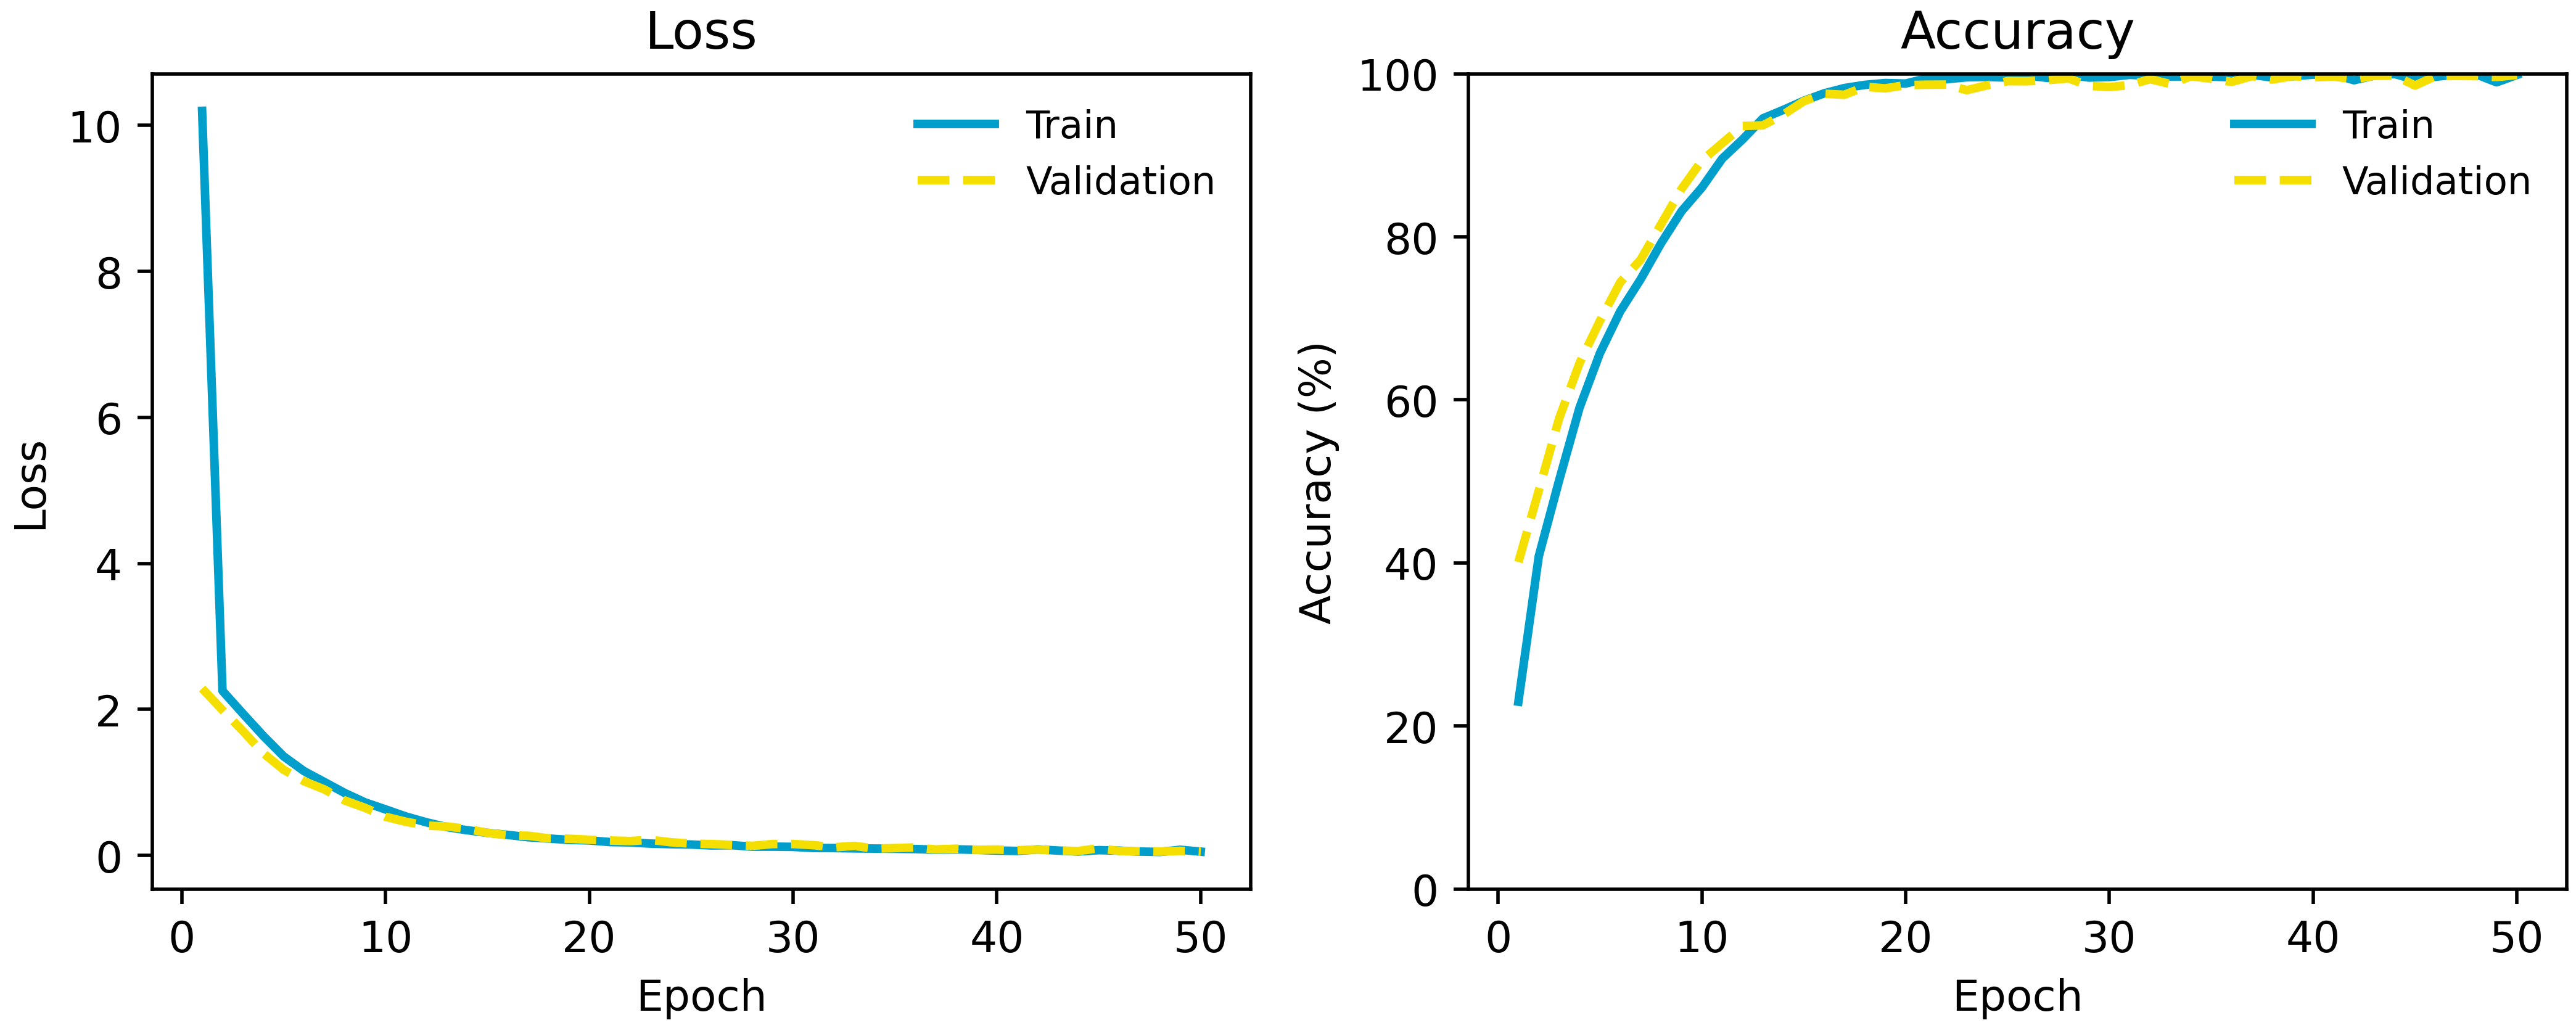 Loss
10
8
6
4
2
0
Loss
Train
Validation
0 10 20 30 40 50
Epoch
Accuracy
100
80
60
40
20
0
Accuracy (%)
Train
Validation
0 10 20 30 40 50
Epoch